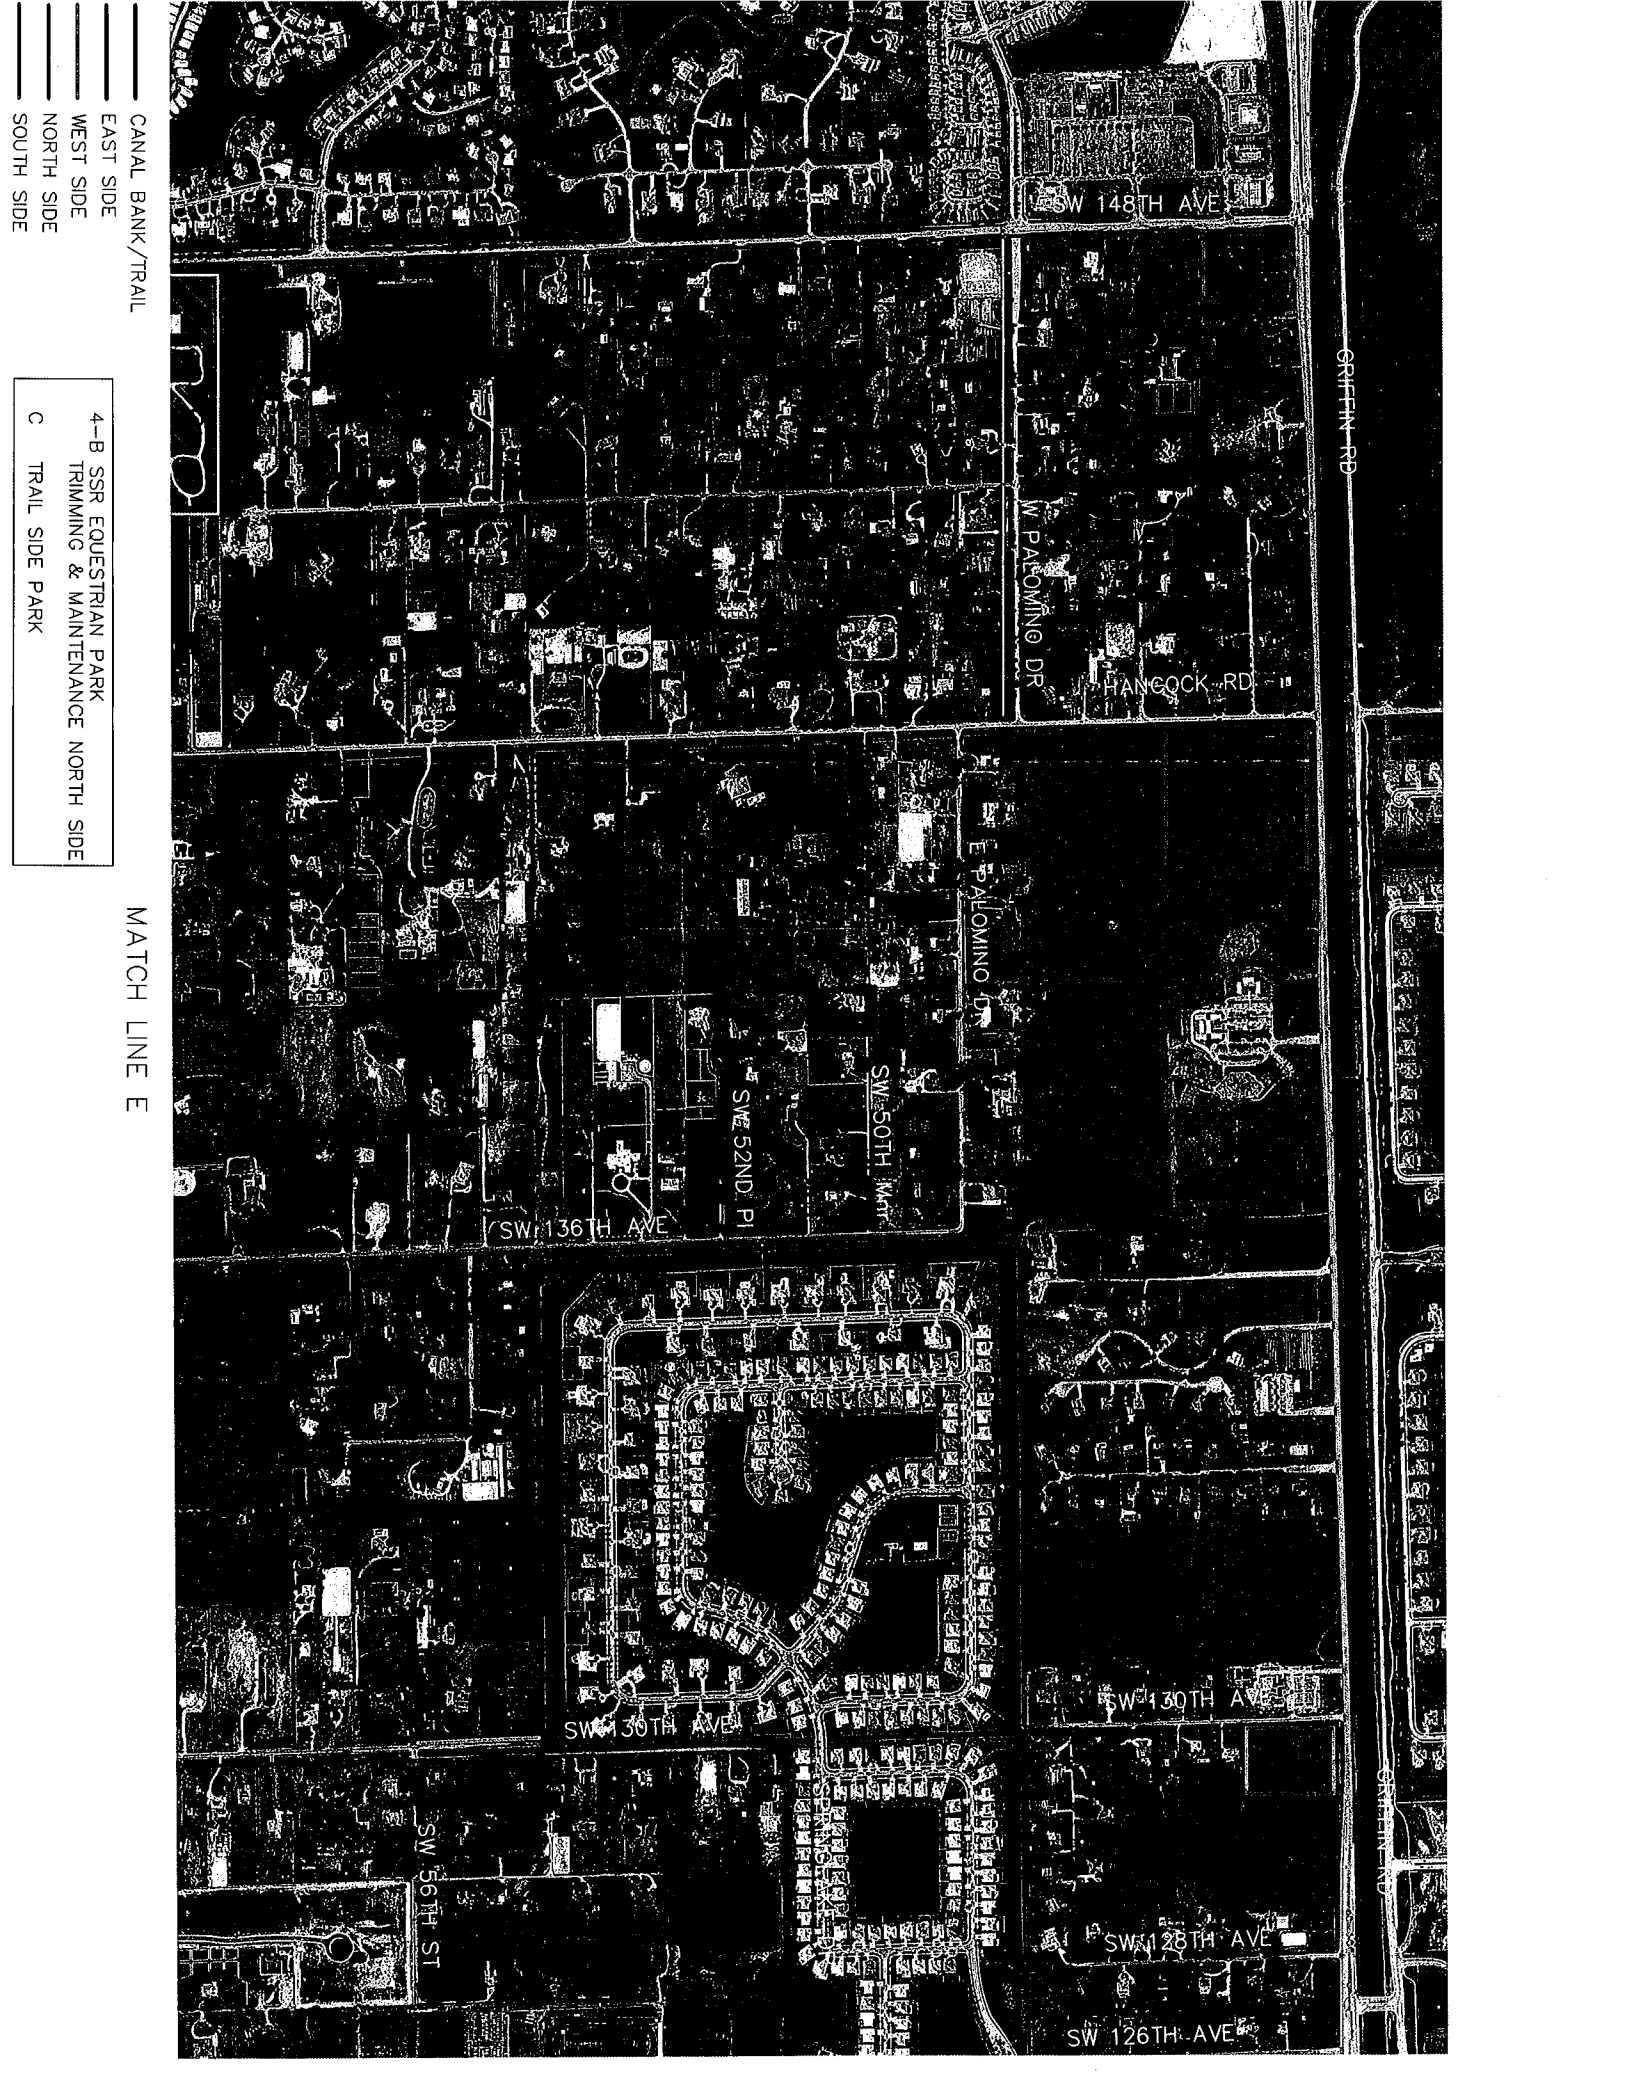 CANAL BANK/TRAIL
EAST SIDE
WEST SIDE
NORTH SIDE
SOUTH SIDE
4-B SSR EQUESTRIAN PARK
TRIMMING & MAINTENANCE NORTH SIDE
C TRAIL SIDE PARK
MATCH LINE E
SW 148TH AVE
GRIFFIN RD
W PALOMINO DR
HANCOCK RD
E PALOMINO DR
SW 50TH
SW 52ND Pl
SW 136TH AVE
SW 130TH AVE
SW 130TH AVE
GRIFFIN RD
SW 56TH ST
SW 128TH AVE
SW 126TH AVE
C